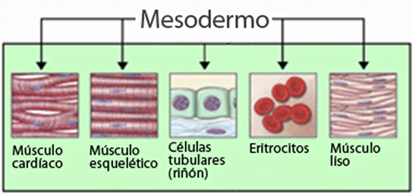 Mesodermo
Músculo
cardíaco
Músculo
esquelético
Células
tubulares
(riñón)
Eritrocitos
Músculo
liso